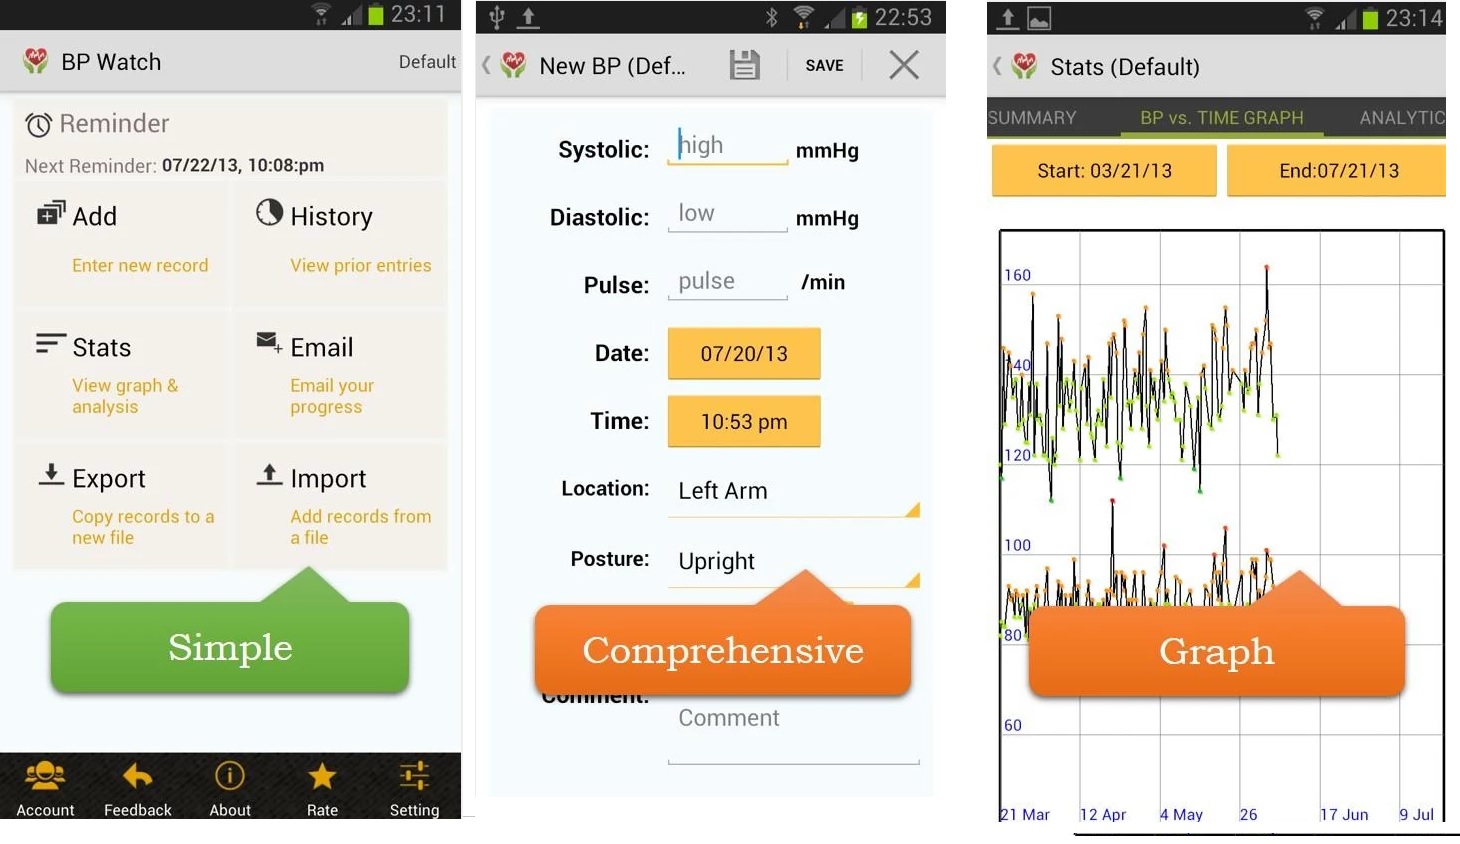 23:11
BP Watch
Default
Reminder
Next Reminder: 07/22/13, 10:08:pm
Add
Enter new record
History
View prior entries
Stats
View graph &
analysis
Email
Email your
progress
Export
Copy records to a
new file
Import
Add records from
a file
Simple
Account
Feedback
About
Rate
Setting
22:53
New BP (Def...
SAVE
Systolic: high mmHg
Diastolic: low mmHg
Pulse: pulse /min
Date: 07/20/13
Time: 10:53 pm
Location: Left Arm
Posture: Upright
Comprehensive
Comment:
Comment
23:14
Stats (Default)
SUMMARY BP vs. TIME GRAPH ANALYTIC
Start: 03/21/13 End:07/21/13
160
140
120
100
80
Graph
60
21 Mar 12 Apr 4 May 26 17 Jun 9 Jul